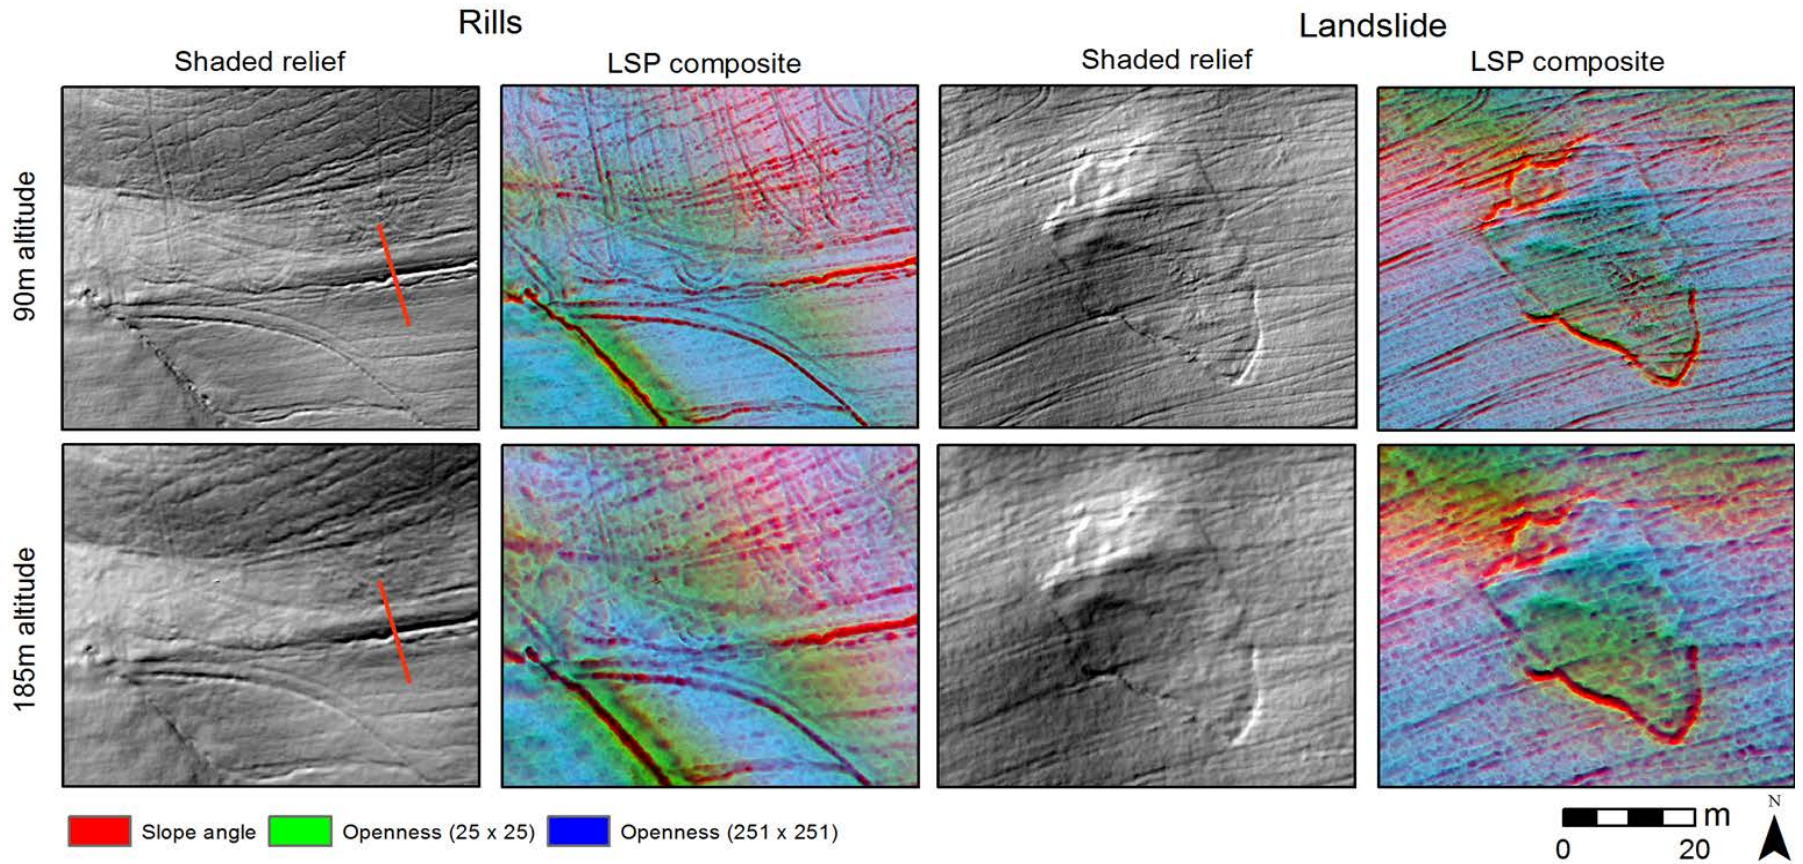 Rills
Landslide
Shaded relief
LSP composite
Shaded relief
LSP composite
90m altitude
185m altitude
Slope angle
Openness (25 x 25)
Openness (251 x 251)
m
0 20
N